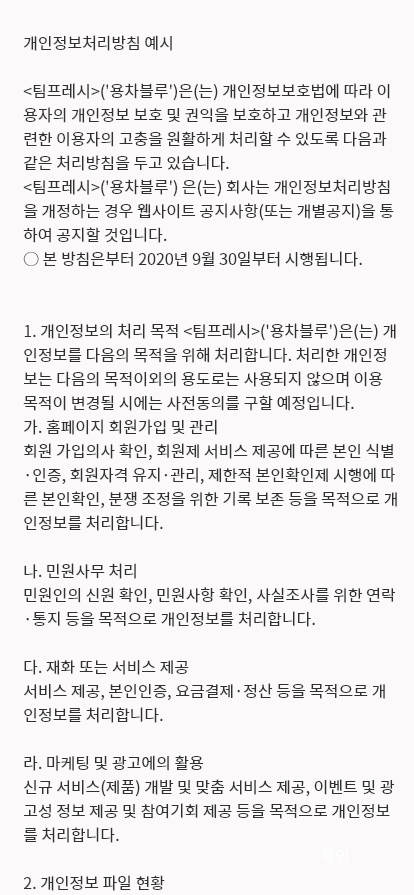 개인정보처리방침 예시
<팀프레시>('용차블루')은(는) 개인정보보호법에 따라 이
용자의 개인정보 보호 및 권익을 보호하고 개인정보와 관
련한 이용자의 고충을 원활하게 처리할 수 있도록 다음과
같은 처리방침을 두고 있습니다.
<팀프레시>('용차블루') 은(는) 회사는 개인정보처리방침
을 개정하는 경우 웹사이트 공지사항(또는 개별공지)을 통
하여 공지할 것입니다.
○ 본 방침은부터 2020년 9월 30일부터 시행됩니다.
1. 개인정보의 처리 목적 <팀프레시>('용차블루')은(는) 개
인정보를 다음의 목적을 위해 처리합니다. 처리한 개인정
보는 다음의 목적이외의 용도로는 사용되지 않으며 이용
목적이 변경될 시에는 사전동의를 구할 예정입니다.
가. 홈페이지 회원가입 및 관리
회원 가입의사 확인, 회원제 서비스 제공에 따른 본인 식별
·인증, 회원자격 유지·관리, 제한적 본인확인제 시행에 따
른 본인확인, 분쟁 조정을 위한 기록 보존 등을 목적으로 개
인정보를 처리합니다.
나. 민원사무 처리
민원인의 신원 확인, 민원사항 확인, 사실조사를 위한 연락
·통지 등을 목적으로 개인정보를 처리합니다.
다. 재화 또는 서비스 제공
서비스 제공, 본인인증, 요금결제·정산 등을 목적으로 개
인정보를 처리합니다.
라. 마케팅 및 광고에의 활용
신규 서비스(제품) 개발 및 맞춤 서비스 제공, 이벤트 및 광
고성 정보 제공 및 참여기회 제공 등을 목적으로 개인정보
를 처리합니다.
2. 개인정보 파일 현황